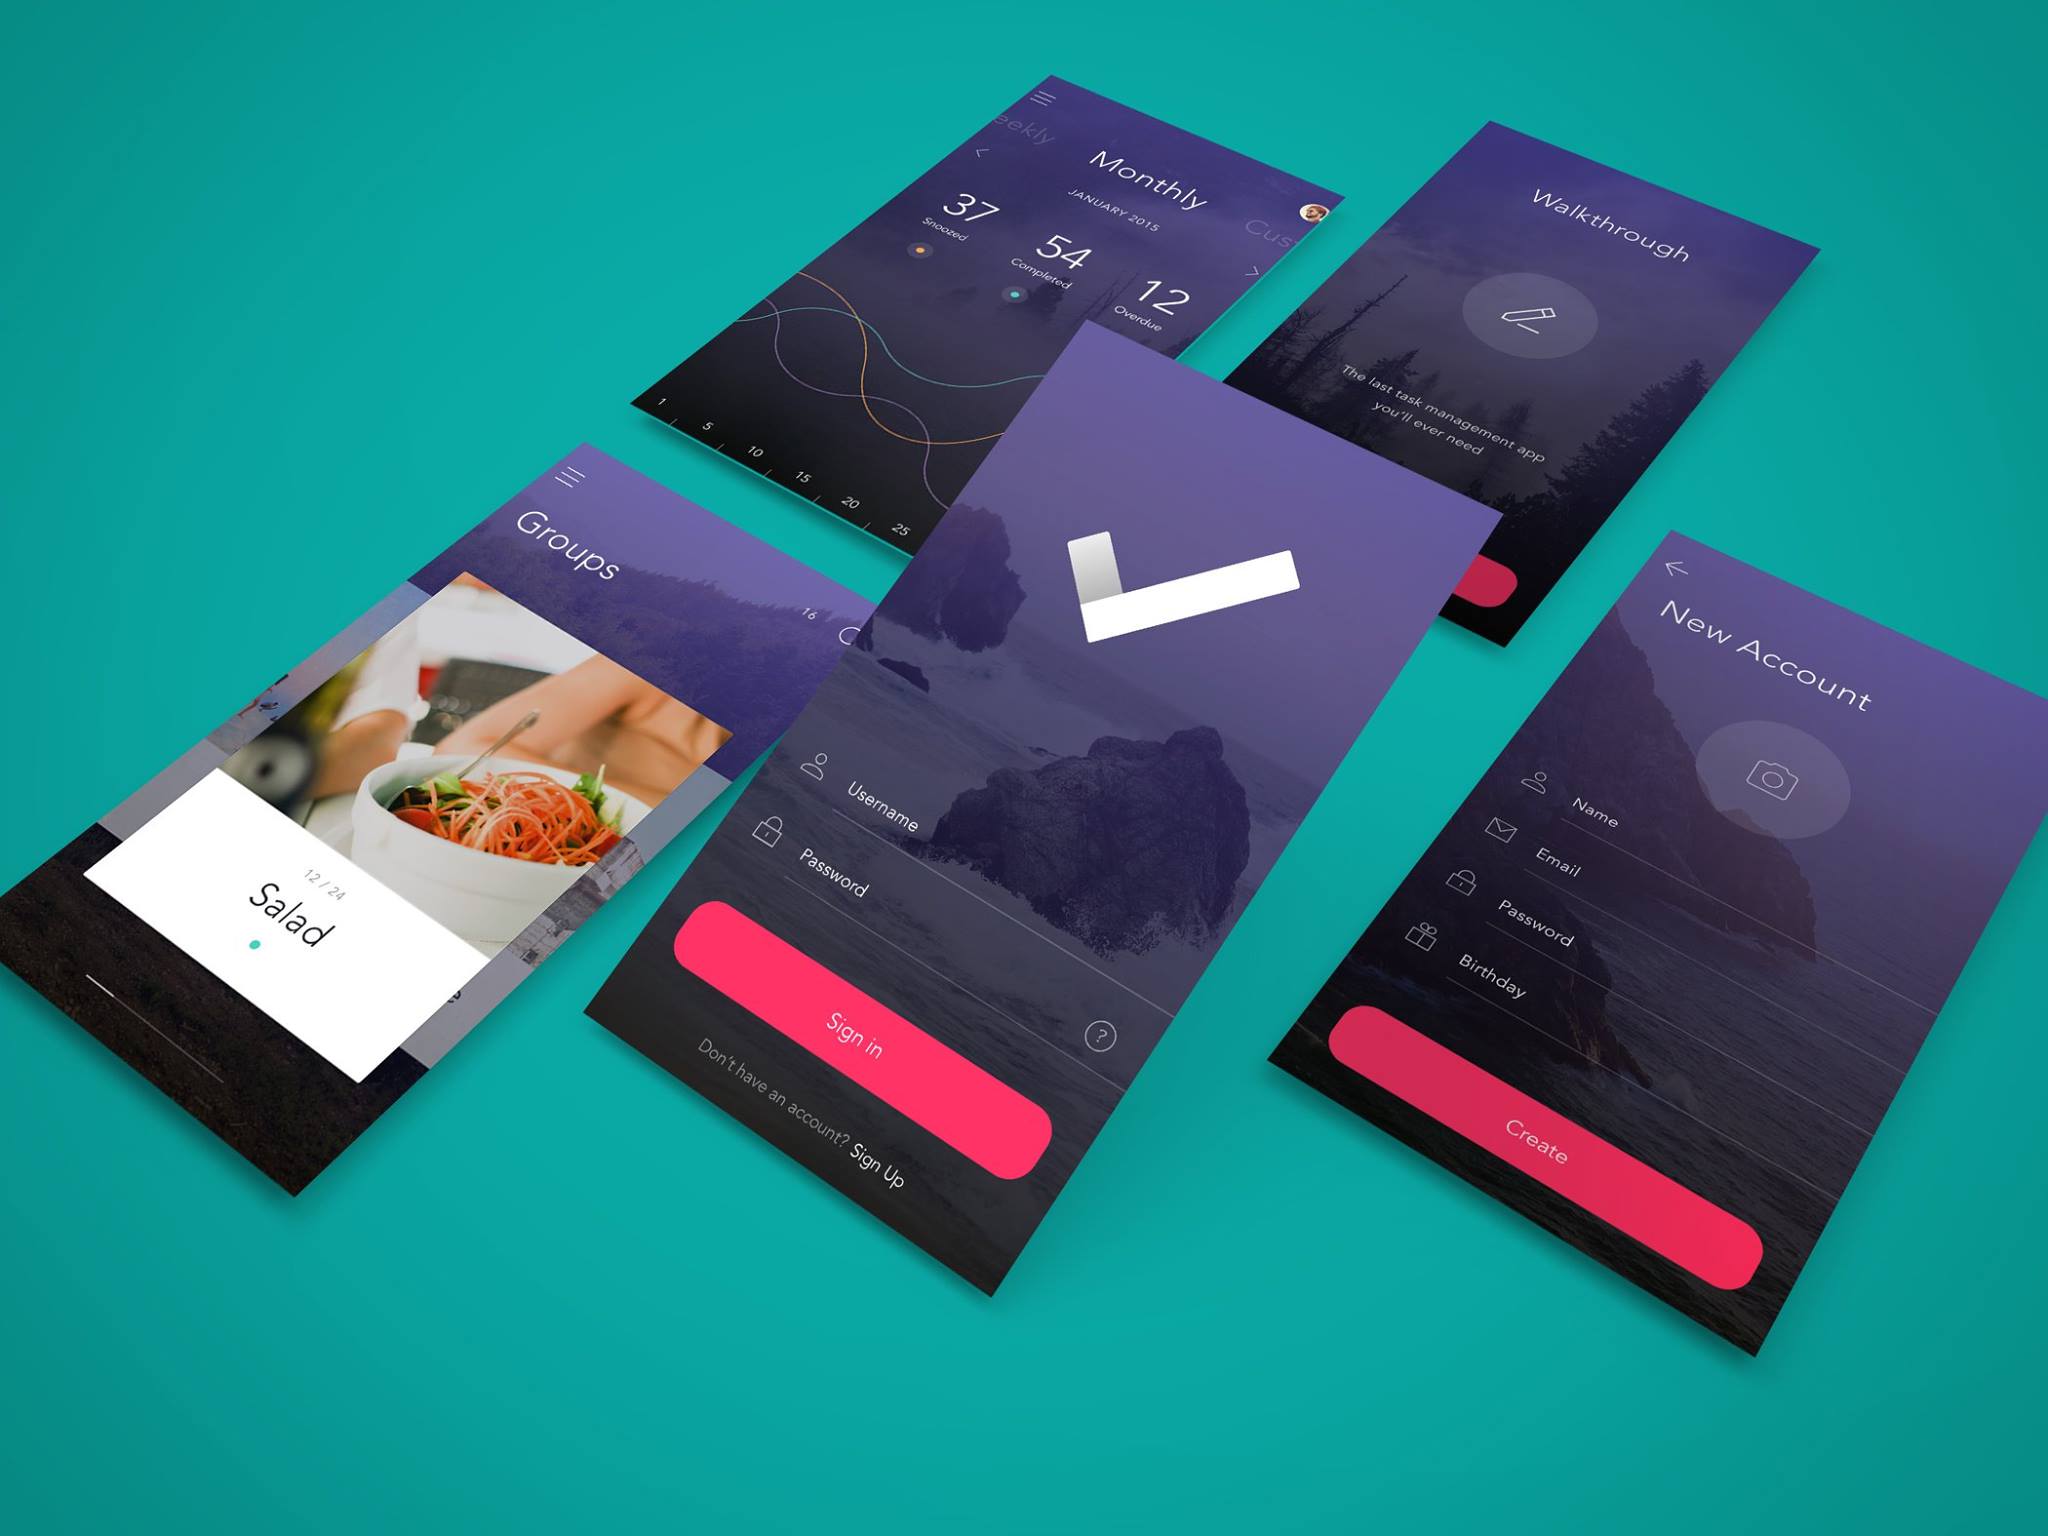 eekly
Monthly
Cus
JANUARY 2015
37
Snoozed
54
Completed
12
Overdue
1
5
10
15
20
25
Walkthrough
The last task management app
you'll ever need
Groups
16
12 / 24
Salad
Username
Password
?
Sign in
Don't have an account? Sign Up
New Account
Name
Email
Password
Birthday
Create